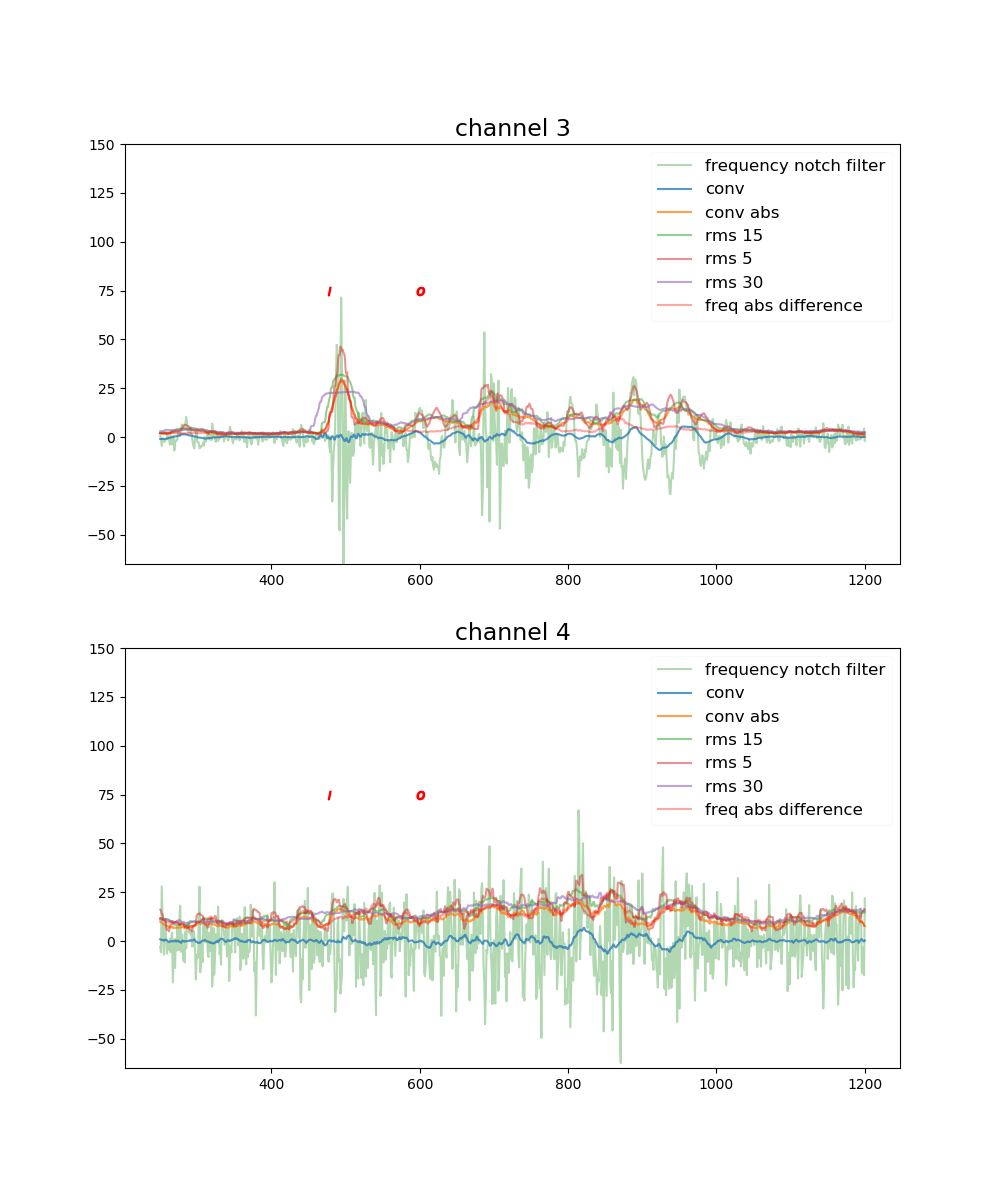 channel 3
150
125
100
75
50
25
0
−25
−50
400 600 800 1000 1200
I o
frequency notch filter
conv
conv abs
rms 15
rms 5
rms 30
freq abs difference
channel 4
150
125
100
75
50
25
0
−25
−50
400 600 800 1000 1200
I o
frequency notch filter
conv
conv abs
rms 15
rms 5
rms 30
freq abs difference